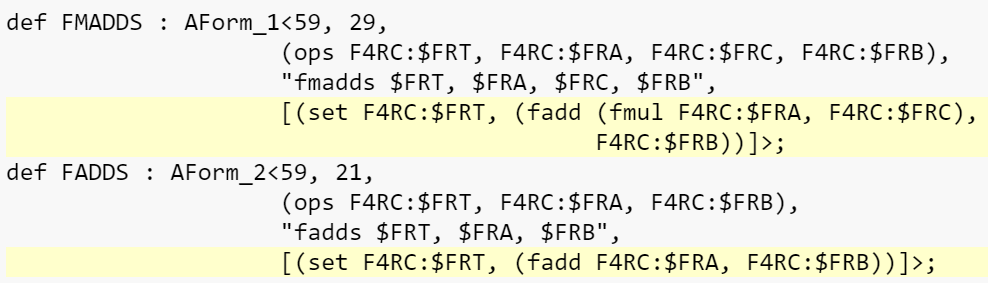 def FMADDS : AForm_1<59, 29,
(ops F4RC:$FRT, F4RC:$FRA, F4RC:$FRC, F4RC:$FRB),
"fmadds $FRT, $FRA, $FRC, $FRB",
[(set F4RC:$FRT, (fadd (fmul F4RC:$FRA, F4RC:$FRC),
F4RC:$FRB))]>;
def FADDS : AForm_2<59, 21,
(ops F4RC:$FRT, F4RC:$FRA, F4RC:$FRB),
"fadds $FRT, $FRA, $FRB",
[(set F4RC:$FRT, (fadd F4RC:$FRA, F4RC:$FRB))]>;